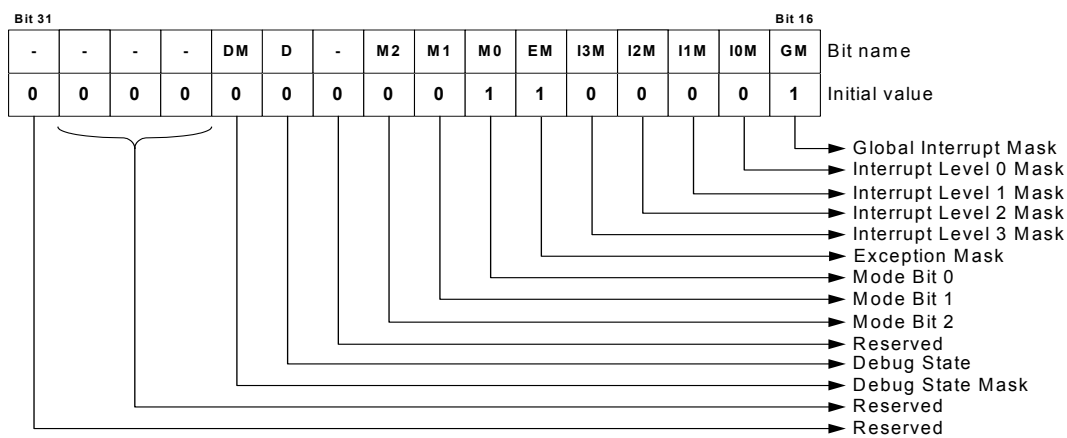 Bit 31 Bit 16
- - - - DM D - M2 M1 M0 EM I3M I2M I1M I0M GM Bit name
0 0 0 0 0 0 0 0 0 1 1 0 0 0 0 1 Initial value
Global Interrupt Mask
Interrupt Level 0 Mask
Interrupt Level 1 Mask
Interrupt Level 2 Mask
Interrupt Level 3 Mask
Exception Mask
Mode Bit 0
Mode Bit 1
Mode Bit 2
Reserved
Debug State
Debug State Mask
Reserved
Reserved